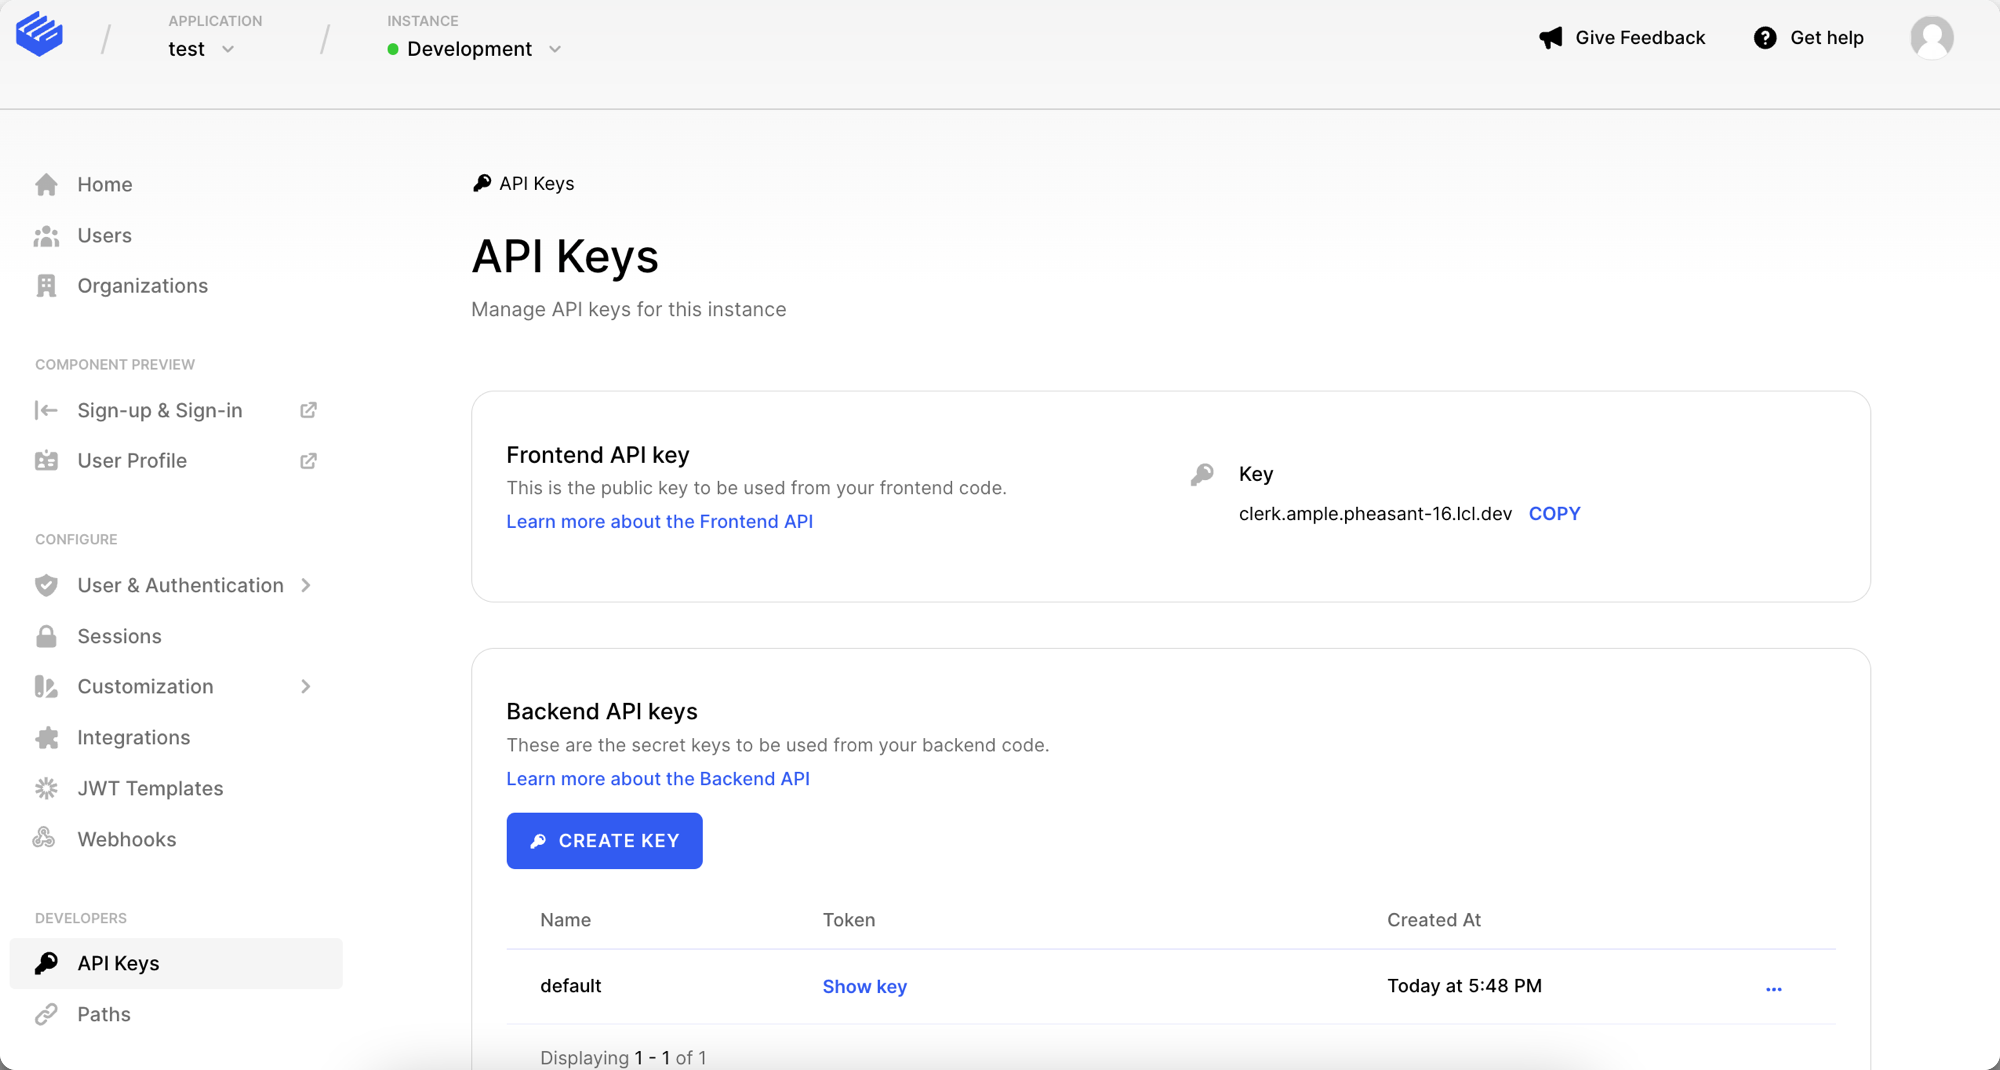 APPLICATION
test
INSTANCE
Development
Give Feedback
Get help
Home
Users
Organizations
COMPONENT PREVIEW
Sign-up & Sign-in
User Profile
CONFIGURE
User & Authentication
Sessions
Customization
Integrations
JWT Templates
Webhooks
DEVELOPERS
API Keys
Paths
API Keys
API Keys
Manage API keys for this instance
Frontend API key
This is the public key to be used from your frontend code.
Learn more about the Frontend API
Key
clerk.ample.pheasant-16.lcl.dev COPY
Backend API keys
These are the secret keys to be used from your backend code.
Learn more about the Backend API
CREATE KEY
Name Token Created At
default Show key Today at 5:48 PM ...
Displaying 1 - 1 of 1